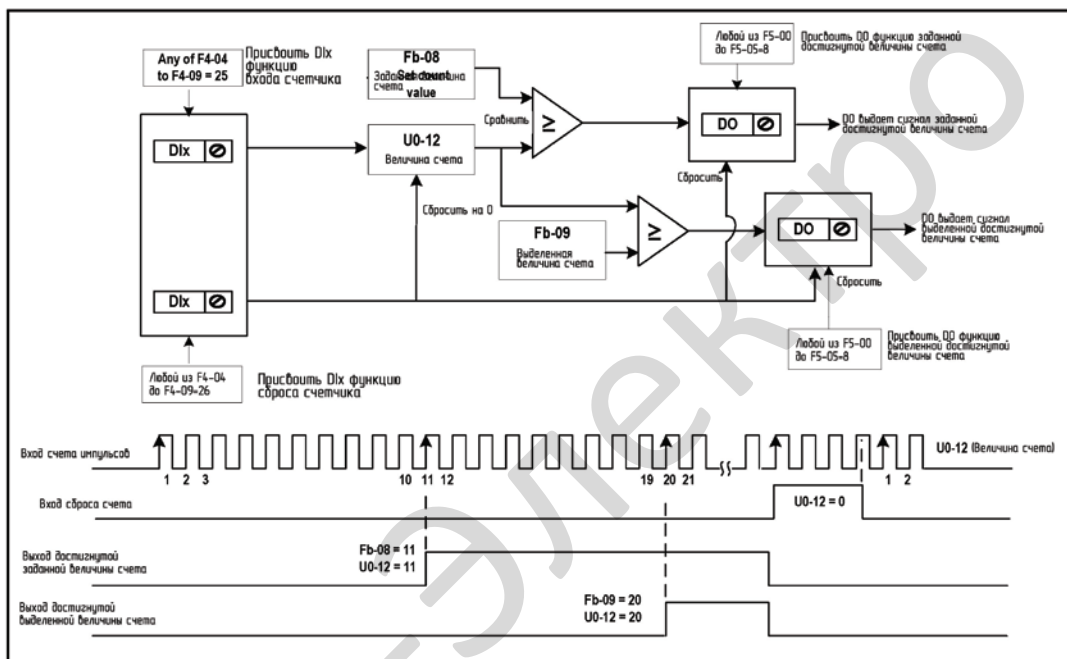 Any of F4-04
to F4-09 = 25
Присвоить DIx
функцию
входа счетчика
Fb-08
Set count
value
счета
Любой из F5-00
до F5-05=8
Присвоить DO функцию заданной
достигнутой величины счета
DIx
Сравнить
≥
DO
DO выдает сигнал заданной
достигнутой величины счета
U0-12
Величина счета
Сбросить
Сбросить на 0
Fb-09
Выделенная
величина счета
≥
DO
DO выдает сигнал
выделенной достигнутой
величины счета
DIx
Сбросить
Любой из F4-04
до F4-09=26
Присвоить DIx функцию
сброса счетчика
Любой из F5-00
до F5-05=8
Присвоить DO функцию
выделенной достигнутой
величины счета
Вход счета импульсов
U0-12 (Величина счета)
1 2 3 10 11 12 19 20 21 1 2
Вход сброса счета
U0-12 = 0
Выход достигнутой
заданной величины счета
Fb-08 = 11
U0-12 = 11
Выход достигнутой
выделенной величины счета
Fb-09 = 20
U0-12 = 20
-Электро